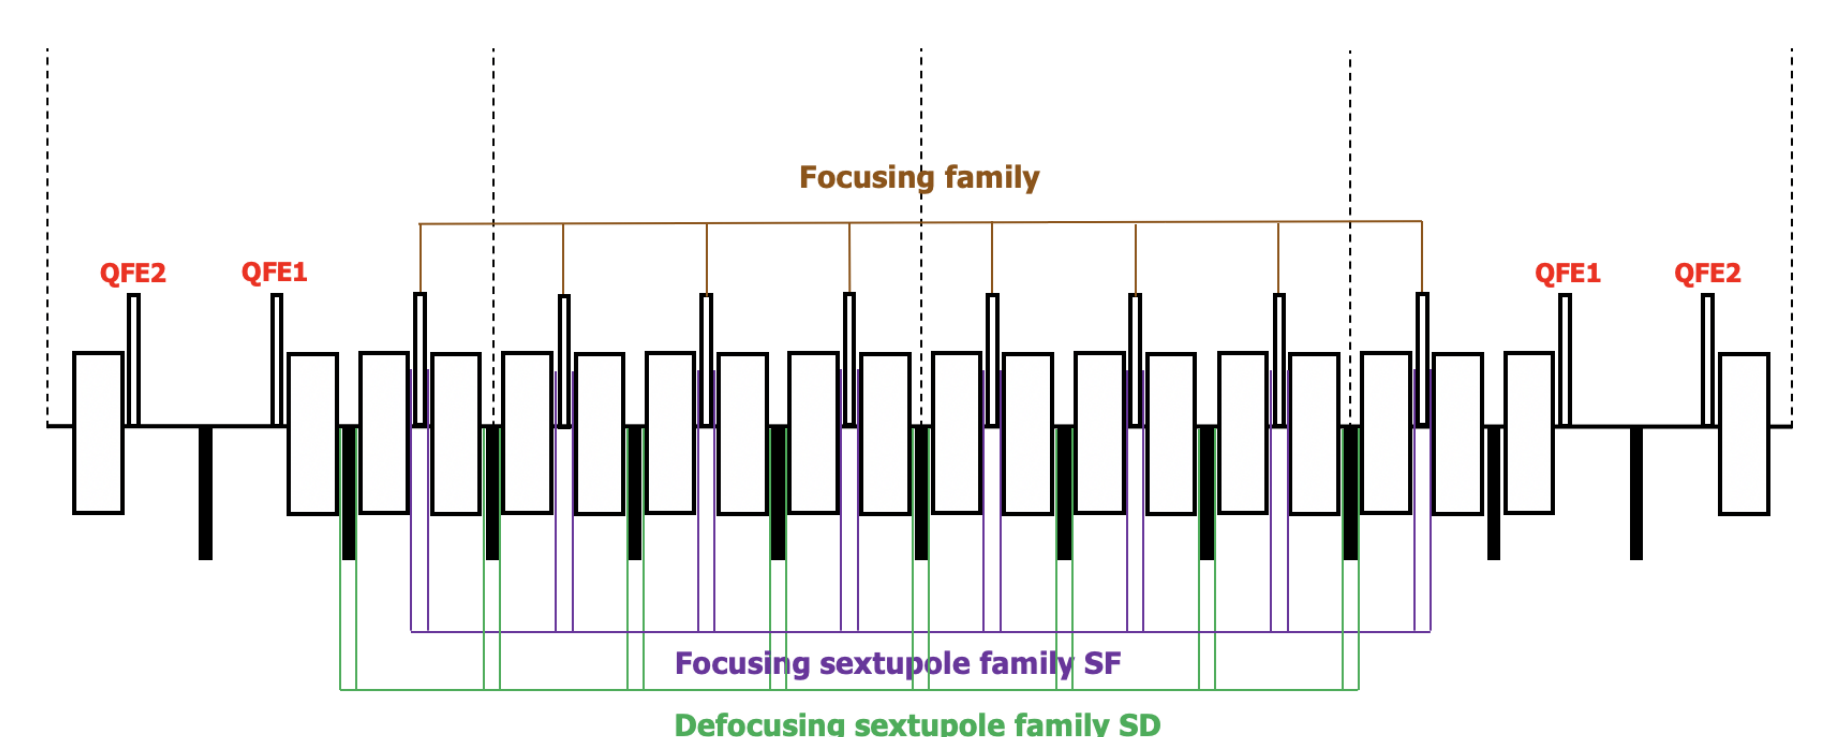 Focusing family
QFE2 QFE1 QFE1 QFE2
Focusing sextupole family SF
Defocusing sextupole family SD